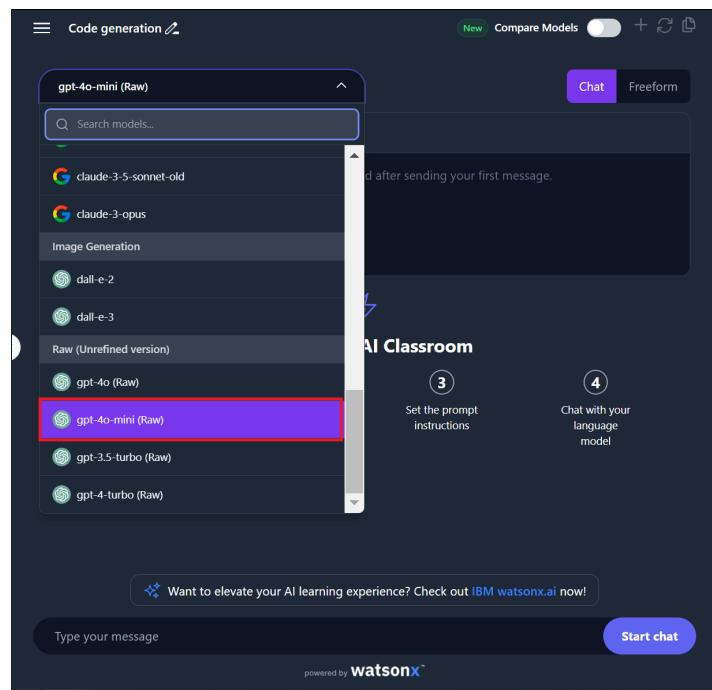 Code generation
New Compare Models
gpt-4o-mini (Raw)
Chat Freeform
Search models...
claude-3-5-sonnet-old
d after sending your first message.
claude-3-opus
Image Generation
dall-e-2
dall-e-3
AI Classroom
Raw (Unrefined version)
gpt-4o (Raw)
3
Set the prompt
instructions
4
Chat with your
language
model
gpt-4o-mini (Raw)
gpt-3.5-turbo (Raw)
gpt-4-turbo (Raw)
Want to elevate your AI learning experience? Check out IBM watsonx.ai now!
Type your message
Start chat
powered by watsonx™